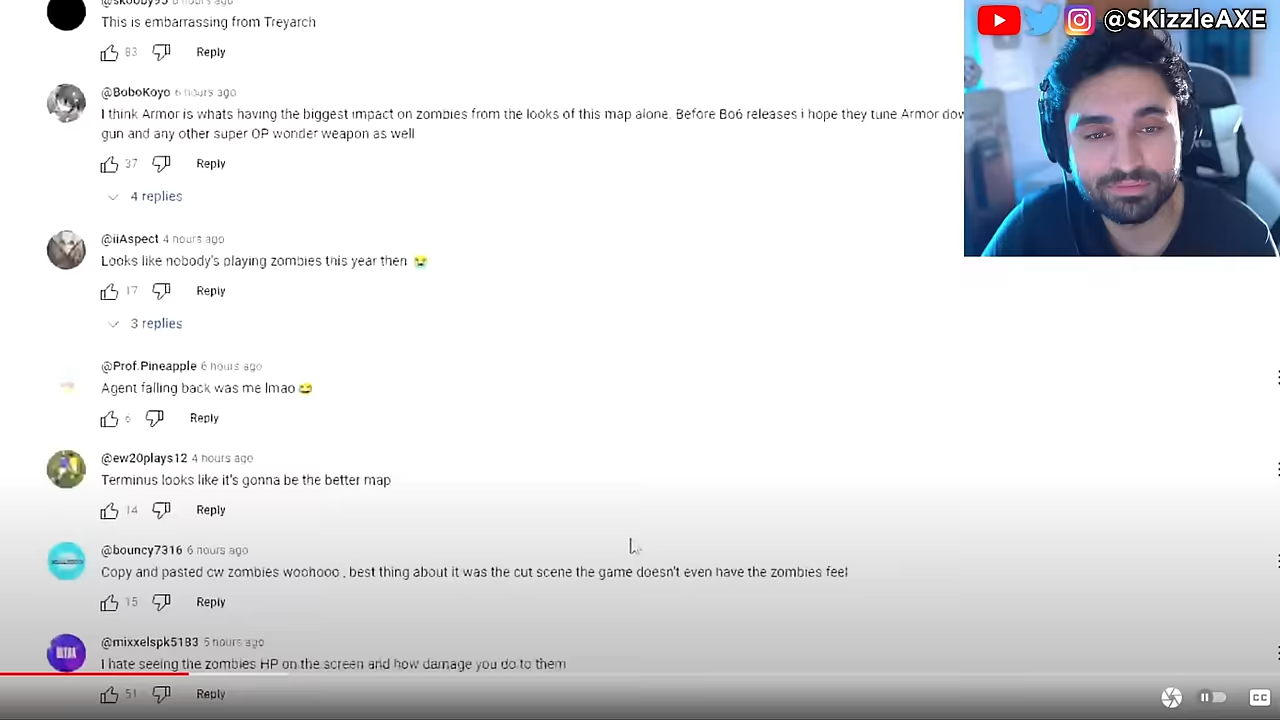 @SKizzleAXE
@skooby95 6 hours ago
This is embarrassing from Treyarch
83 Reply
@BoboKoyo 6 hours ago
I think Armor is whats having the biggest impact on zombies from the looks of this map alone. Before Bo6 releases i hope they tune Armor dow
gun and any other super OP wonder weapon as well
37 Reply
4 replies
@iiAspect 4 hours ago
Looks like nobody's playing zombies this year then 😭
17 Reply
3 replies
@Prof.Pineapple 6 hours ago
Agent falling back was me lmao 😂
6 Reply
@ew20plays12 4 hours ago
Terminus looks like it's gonna be the better map
14 Reply
@bouncy7316 6 hours ago
Copy and pasted cw zombies woohooo , best thing about it was the cut scene the game doesn't even have the zombies feel
15 Reply
@mixxelspk5183 5 hours ago
I hate seeing the zombies HP on the screen and how damage you do to them
51 Reply
CC